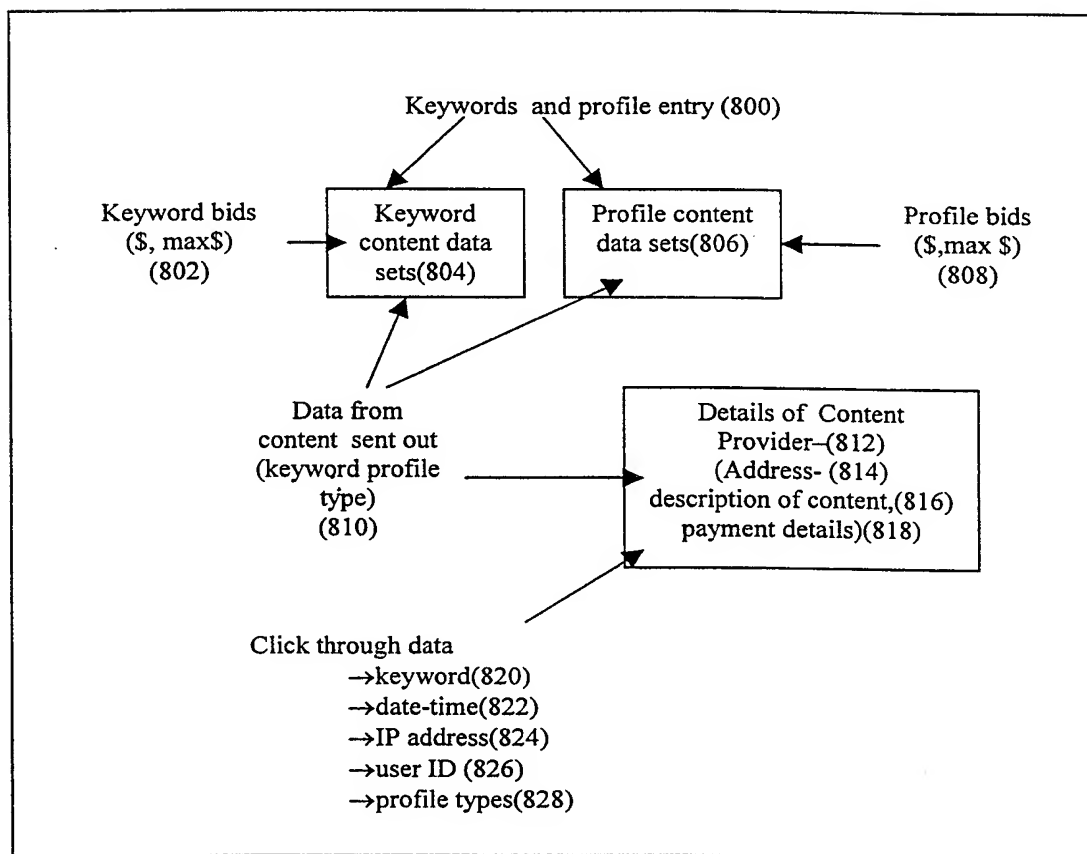 Keywords and profile entry (800)
Keyword bids
($, max$)
(802)
Keyword
content data
sets(804)
Profile content
data sets(806)
Profile bids
($,max $)
(808)
Data from
content sent out
(keyword profile
type)
(810)
Details of Content
Provider–(812)
(Address- (814)
description of content,(816)
payment details)(818)
Click through data
→keyword(820)
→date-time(822)
→IP address(824)
→user ID (826)
→profile types(828)